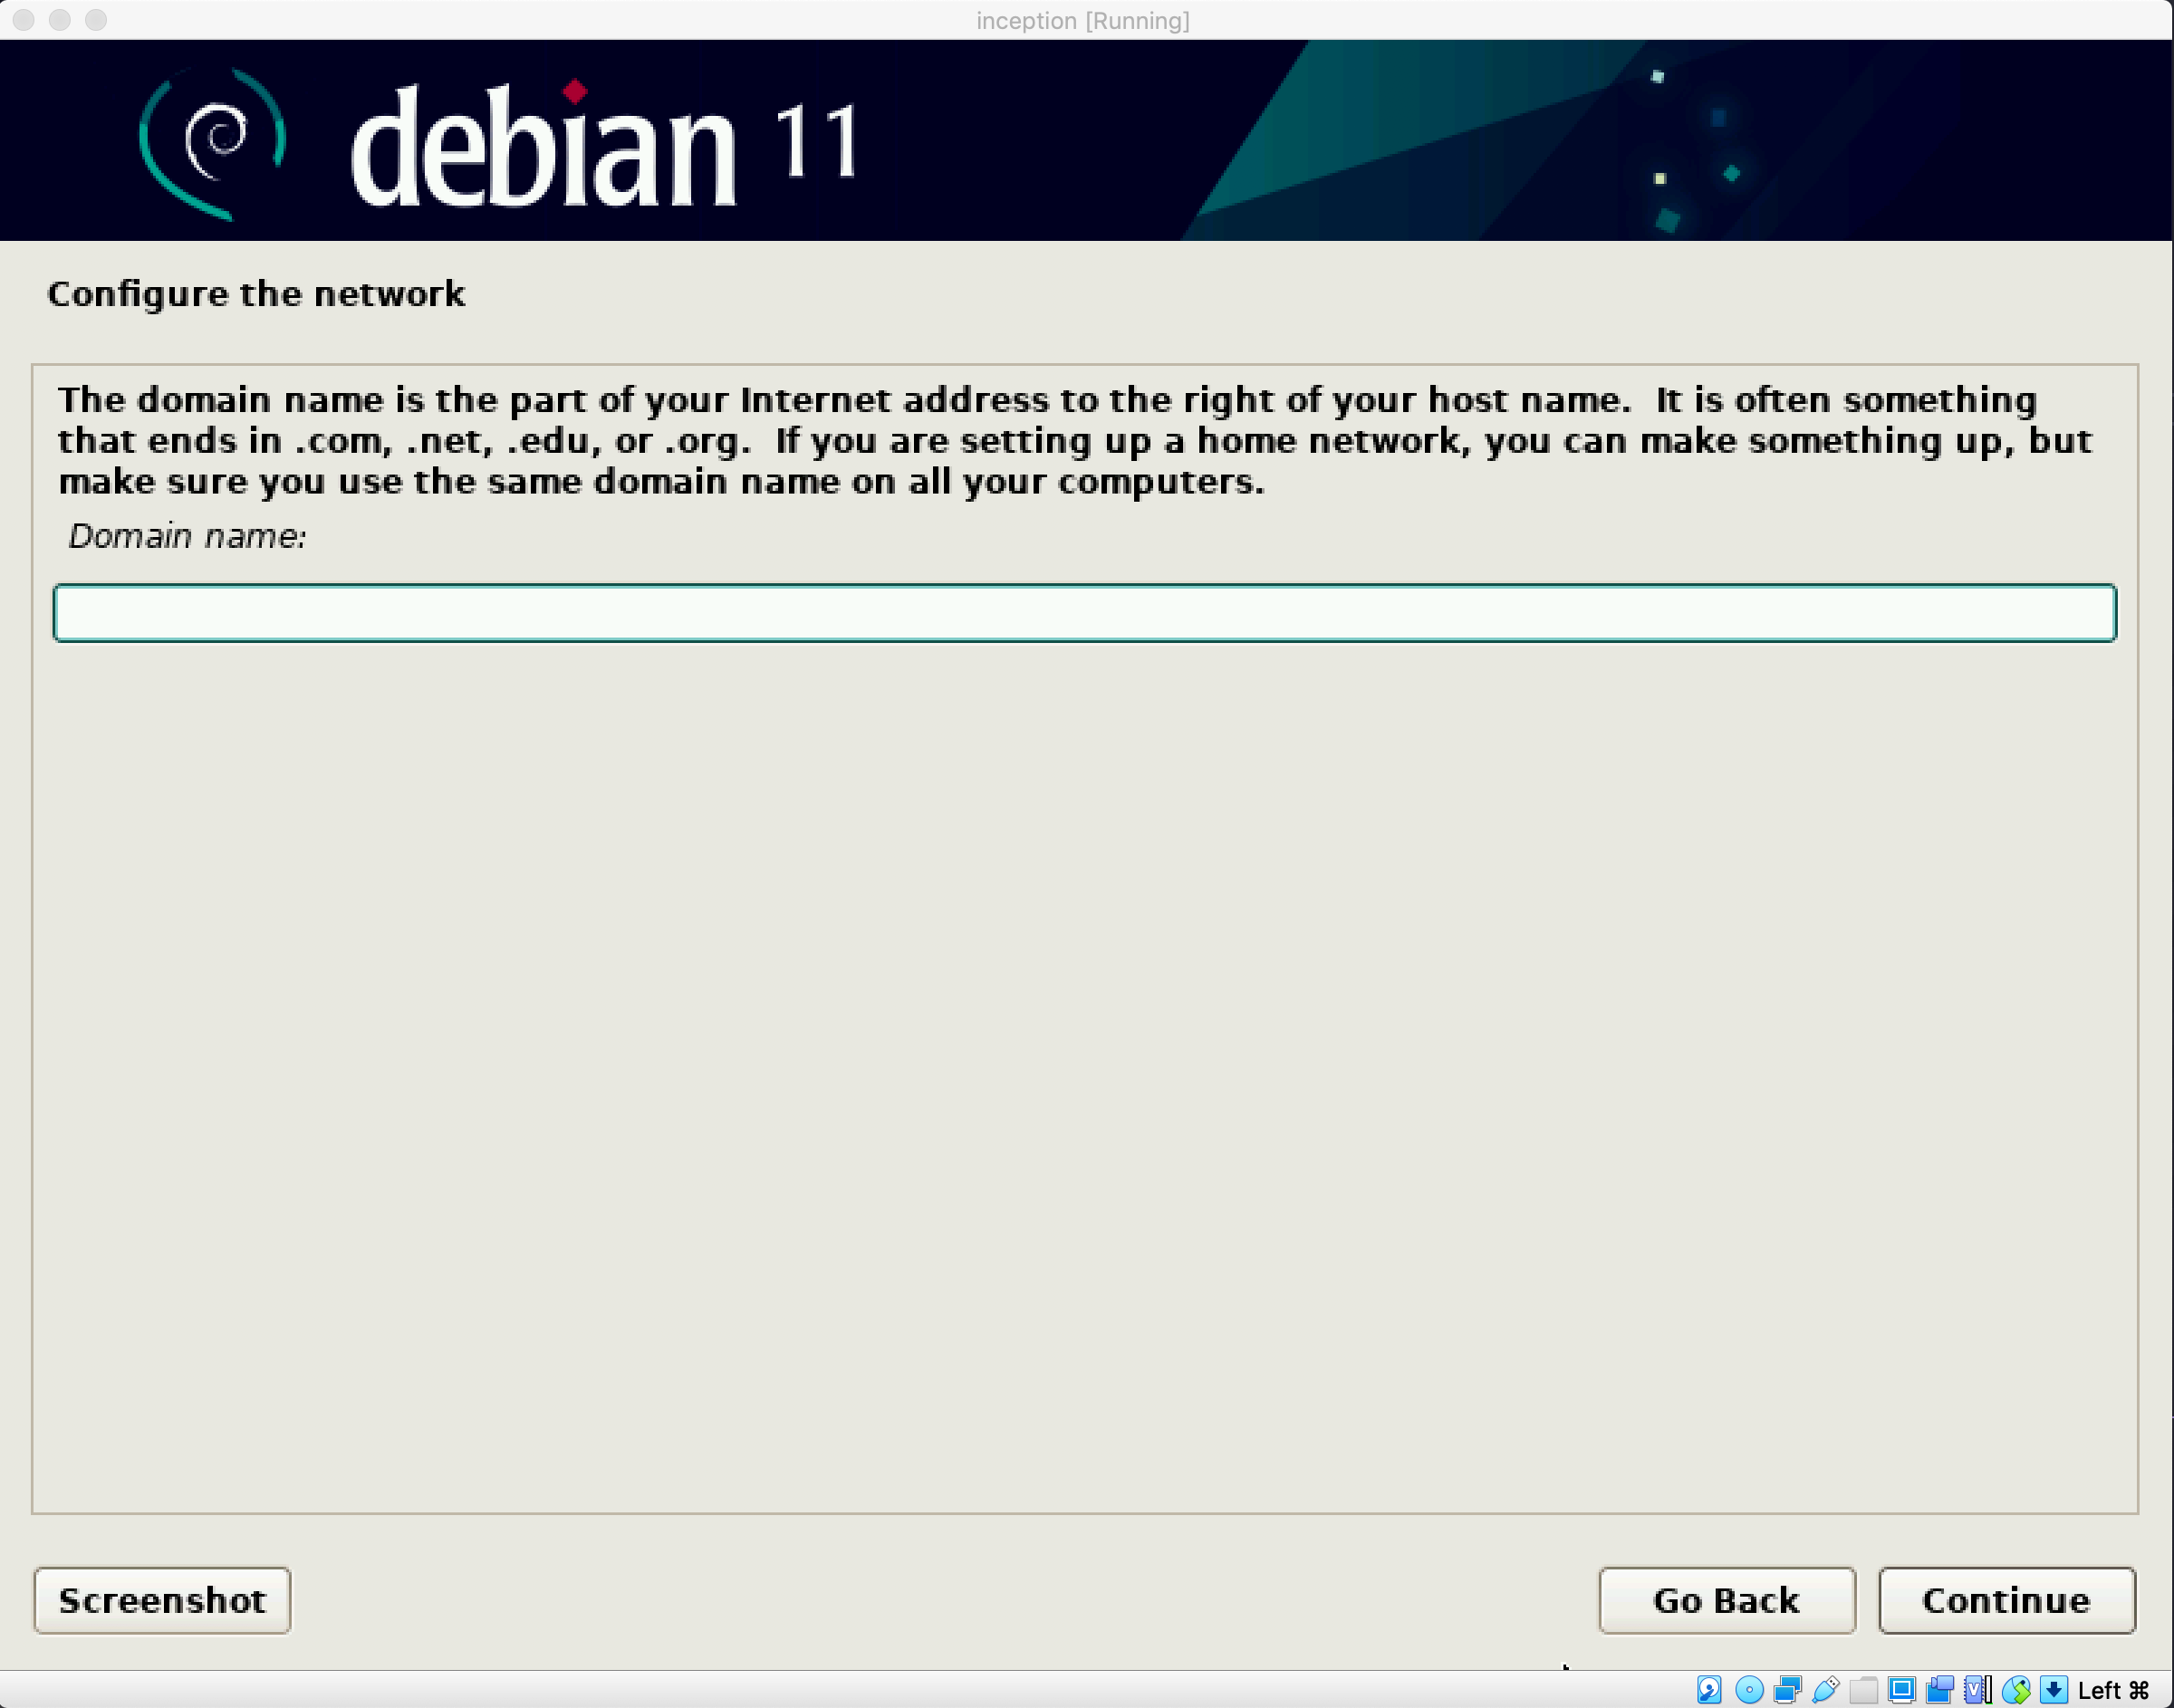 inception [Running]
debian 11
Configure the network
The domain name is the part of your Internet address to the right of your host name.  It is often something
that ends in .com, .net, .edu, or .org.  If you are setting up a home network, you can make something up, but
make sure you use the same domain name on all your computers.
Domain name:
Screenshot
Go Back
Continue
Left ⌘